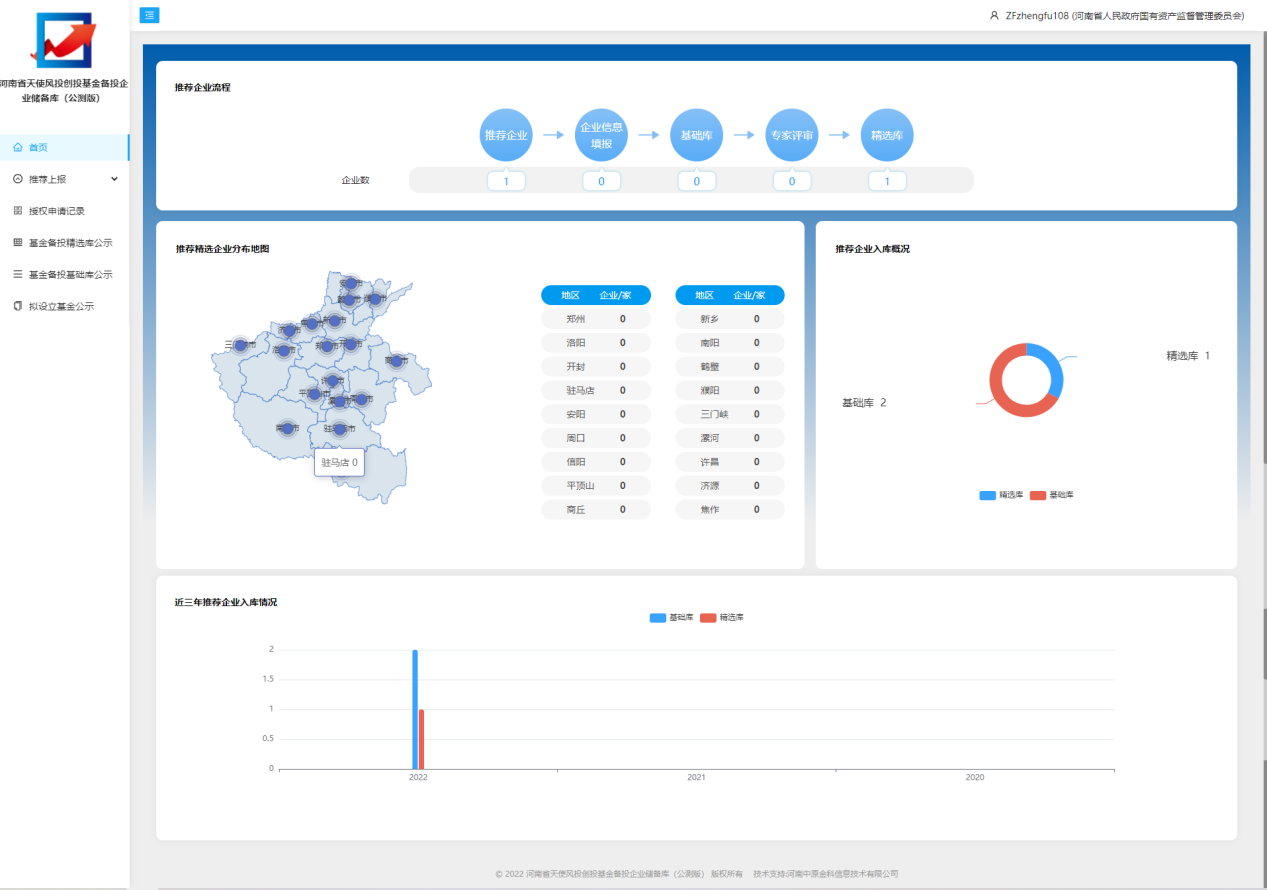 ZFzhengfu108 (河南省人民政府国有资产监督管理委员会)
河南省天使风投创投基金备投企
业储备库（公测版）
首页
推荐上报
授权申请记录
基金备投精选库公示
基金备投基础库公示
拟设立基金公示
推荐企业流程
推荐企业
企业信息
填报
基础库
专家评审
精选库
企业数
1 0 0 0 1
推荐精选企业分布地图
三门峡市
驻马店 0
地区 企业/家
郑州 0
洛阳 0
开封 0
驻马店 0
安阳 0
周口 0
信阳 0
平顶山 0
商丘 0
地区 企业/家
新乡 0
南阳 0
鹤壁 0
濮阳 0
三门峡 0
漯河 0
许昌 0
济源 0
焦作 0
推荐企业入库概况
精选库 1
基础库 2
精选库 基础库
近三年推荐企业入库情况
基础库 精选库
2
1.5
1
0.5
0
2022 2021 2020
© 2022 河南省天使风投创投基金备投企业储备库（公测版） 版权所有 技术支持:河南中原金科信息技术有限公司